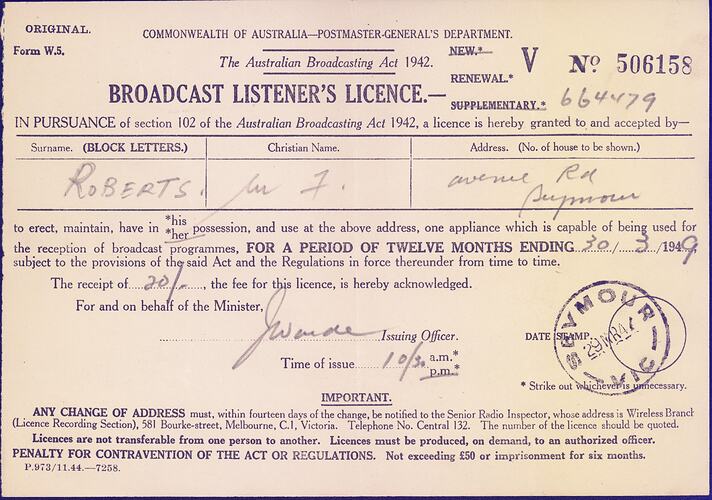 ORIGINAL.
Form W.5.
COMMONWEALTH OF AUSTRALIA—POSTMASTER-GENERAL'S DEPARTMENT.
The Australian Broadcasting Act 1942.
BROADCAST LISTENER'S LICENCE.—
NEW.*
RENEWAL.*
SUPPLEMENTARY.*
V No 506158
664479
IN PURSUANCE of section 102 of the Australian Broadcasting Act 1942, a licence is hereby granted to and accepted by—
Surname. (BLOCK LETTERS.) Christian Name. Address. (No. of house to be shown.)
ROBERTS. F. Avenue Rd
Seymour
to erect, maintain, have in *his *her possession, and use at the above address, one appliance which is capable of being used for
the reception of broadcast programmes, FOR A PERIOD OF TWELVE MONTHS ENDING 30/3/1949
subject to the provisions of the said Act and the Regulations in force thereunder from time to time.
The receipt of 20/-, the fee for this licence, is hereby acknowledged.
For and on behalf of the Minister,
Issuing Officer.
Time of issue 10/30 a.m.*
p.m.*
DATE STAMP
SEYMOUR VIC
29 MR 47
* Strike out whichever is unnecessary.
IMPORTANT.
ANY CHANGE OF ADDRESS must, within fourteen days of the change, be notified to the Senior Radio Inspector, whose address is Wireless Branch
(Licence Recording Section), 581 Bourke-street, Melbourne, C.1, Victoria. Telephone No. Central 132. The number of the licence should be quoted.
Licences are not transferable from one person to another. Licences must be produced, on demand, to an authorized officer.
PENALTY FOR CONTRAVENTION OF THE ACT OR REGULATIONS. Not exceeding £50 or imprisonment for six months.
P.973/11.44.—7258.